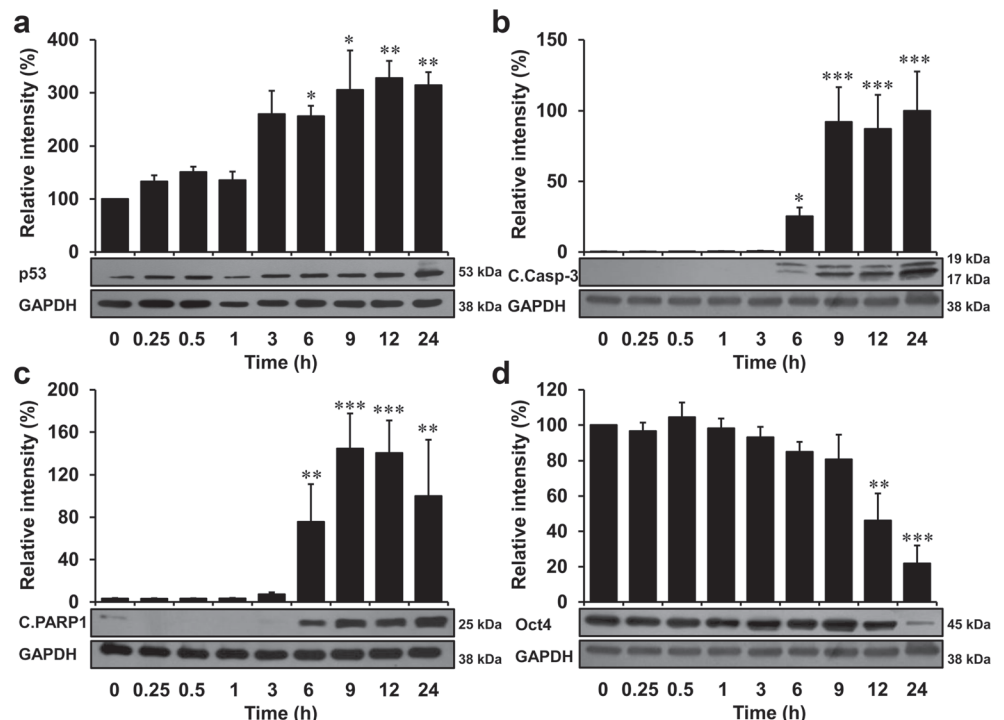 a
Relative intensity (%)
400
300
200
100
0
* * ** **
p53 53 kDa
GAPDH 38 kDa
0 0.25 0.5 1 3 6 9 12 24
Time (h)
b
Relative intensity (%)
150
100
50
0
* *** *** ***
C.Casp-3 19 kDa
17 kDa
GAPDH 38 kDa
0 0.25 0.5 1 3 6 9 12 24
Time (h)
c
Relative intensity (%)
200
160
120
80
40
0
** *** *** **
C.PARP1 25 kDa
GAPDH 38 kDa
0 0.25 0.5 1 3 6 9 12 24
Time (h)
d
Relative intensity (%)
120
100
80
60
40
20
0
** ***
Oct4 45 kDa
GAPDH 38 kDa
0 0.25 0.5 1 3 6 9 12 24
Time (h)